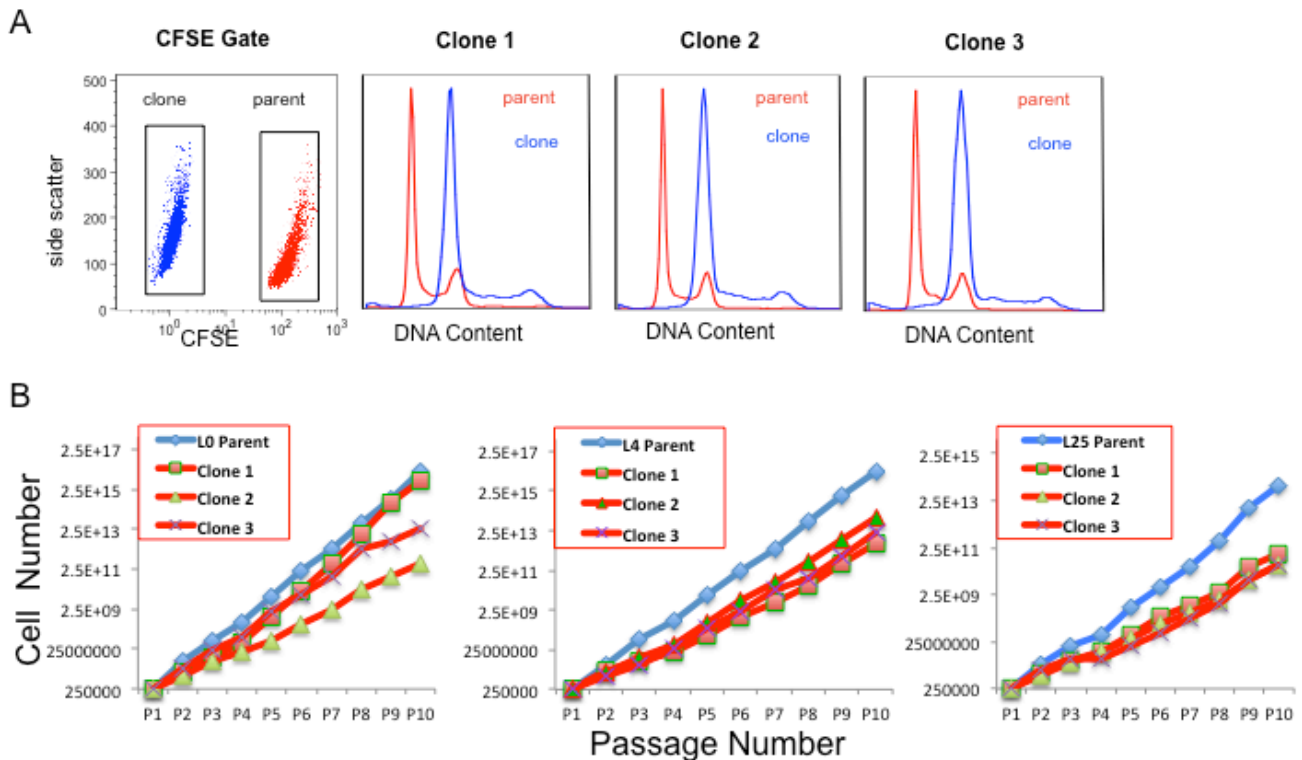 A
CFSE Gate
Clone 1
Clone 2
Clone 3
500
400
300
200
100
0
side scatter
clone
parent
10^0
10^1
10^2
10^3
CFSE
parent
clone
DNA Content
parent
clone
DNA Content
parent
clone
DNA Content
B
Cell Number
2.5E+17
2.5E+15
2.5E+13
2.5E+11
2.5E+09
25000000
250000
L0 Parent
Clone 1
Clone 2
Clone 3
P1 P2 P3 P4 P5 P6 P7 P8 P9 P10
2.5E+17
2.5E+15
2.5E+13
2.5E+11
2.5E+09
25000000
250000
L4 Parent
Clone 1
Clone 2
Clone 3
P1 P2 P3 P4 P5 P6 P7 P8 P9 P10
2.5E+15
2.5E+13
2.5E+11
2.5E+09
25000000
250000
L25 Parent
Clone 1
Clone 2
Clone 3
P1 P2 P3 P4 P5 P6 P7 P8 P9 P10
Passage Number